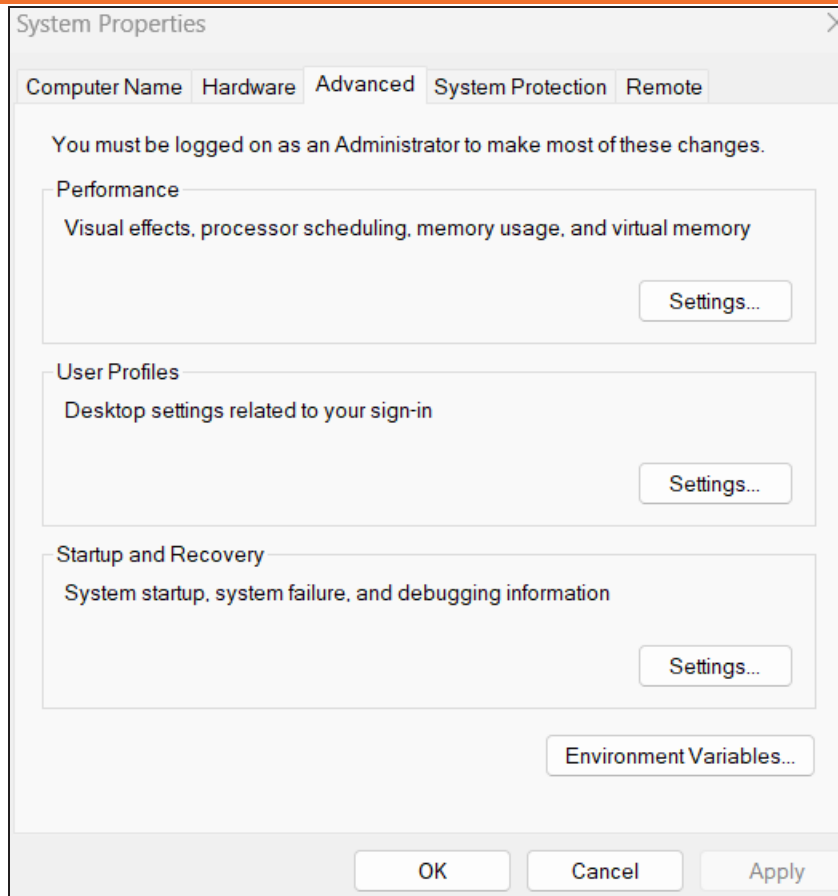 System Properties
Computer Name Hardware Advanced System Protection Remote
You must be logged on as an Administrator to make most of these changes.
Performance
Visual effects, processor scheduling, memory usage, and virtual memory
Settings...
User Profiles
Desktop settings related to your sign-in
Settings...
Startup and Recovery
System startup, system failure, and debugging information
Settings...
Environment Variables...
OK Cancel Apply